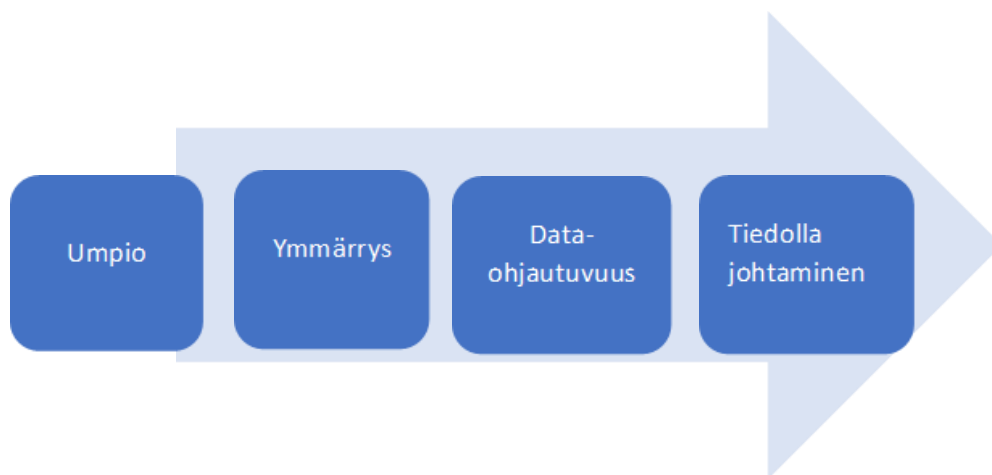 Umpio
Ymmärrys
Data-
ohjautuvuus
Tiedolla
johtaminen